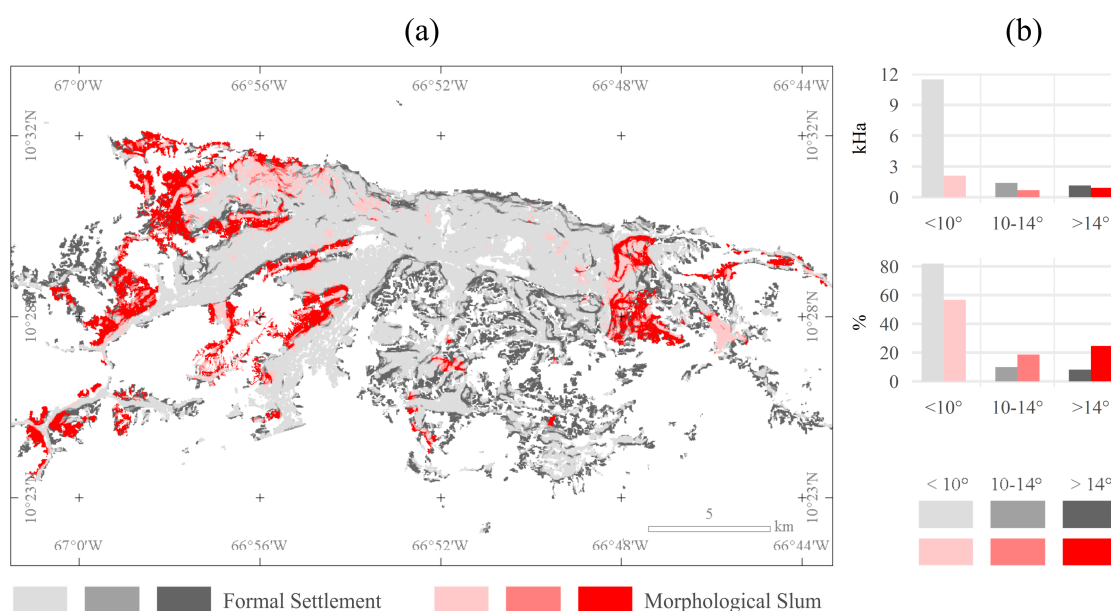 (a)
(b)
67°0'W 66°56'W 66°52'W 66°48'W 66°44'W
10°32'N 10°32'N
10°28'N 10°28'N
10°23'N 10°23'N
5
km
67°0'W 66°56'W 66°52'W 66°48'W 66°44'W
Formal Settlement
Morphological Slum
12
9
6
3
0
kHa
<10° 10-14° >14°
80
60
40
20
0
%
<10° 10-14° >14°
< 10° 10-14° > 14°